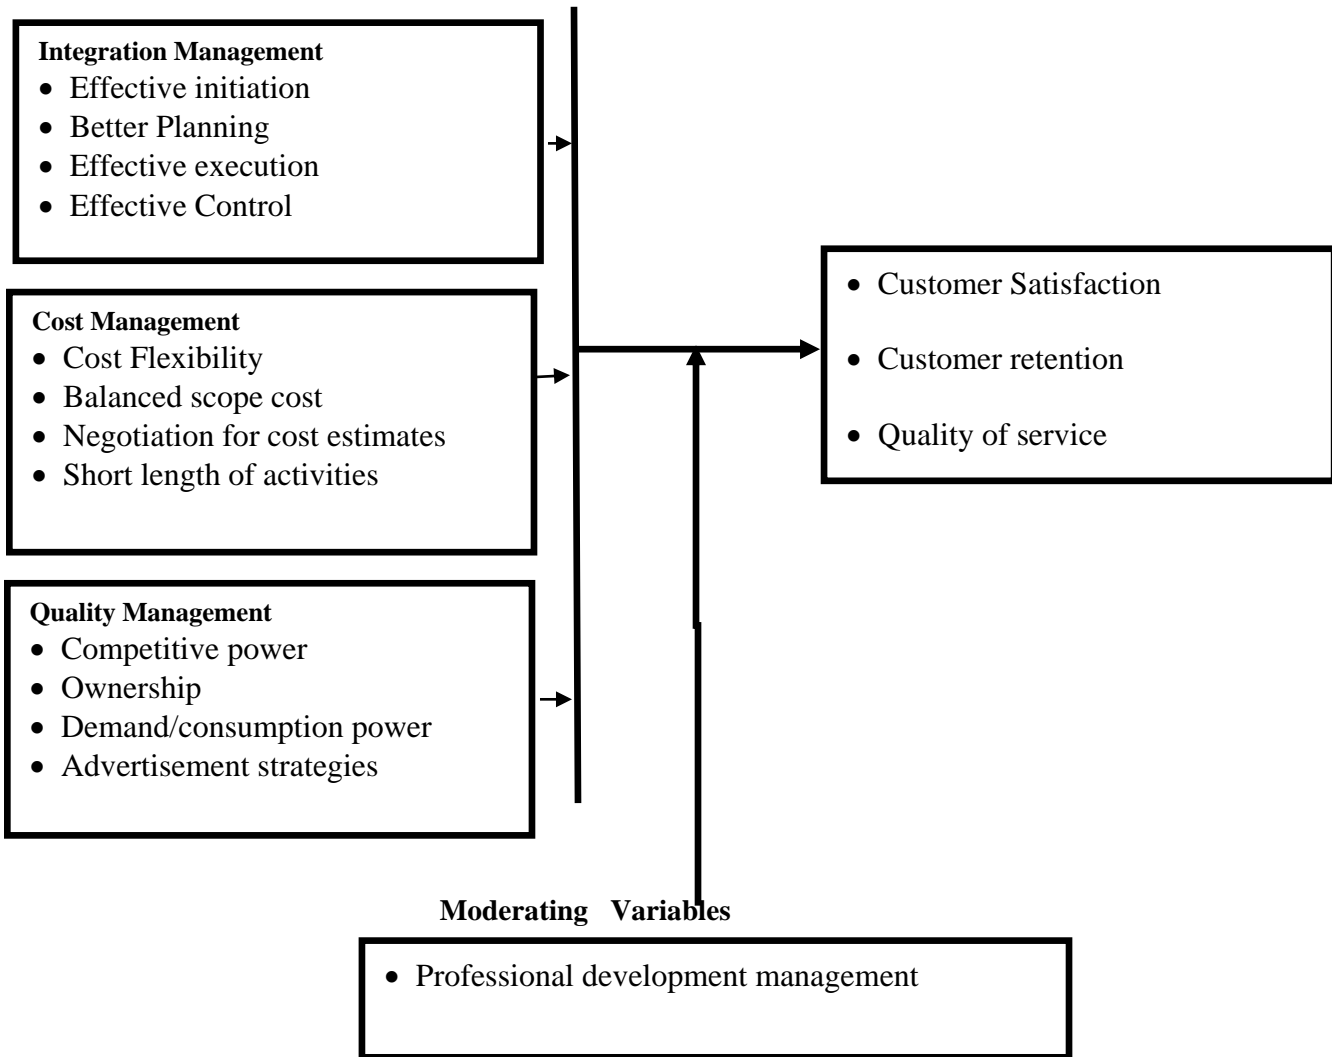 Integration Management
• Effective initiation
• Better Planning
• Effective execution
• Effective Control
Cost Management
• Cost Flexibility
• Balanced scope cost
• Negotiation for cost estimates
• Short length of activities
Quality Management
• Competitive power
• Ownership
• Demand/consumption power
• Advertisement strategies
• Customer Satisfaction
• Customer retention
• Quality of service
Moderating Variables
• Professional development management